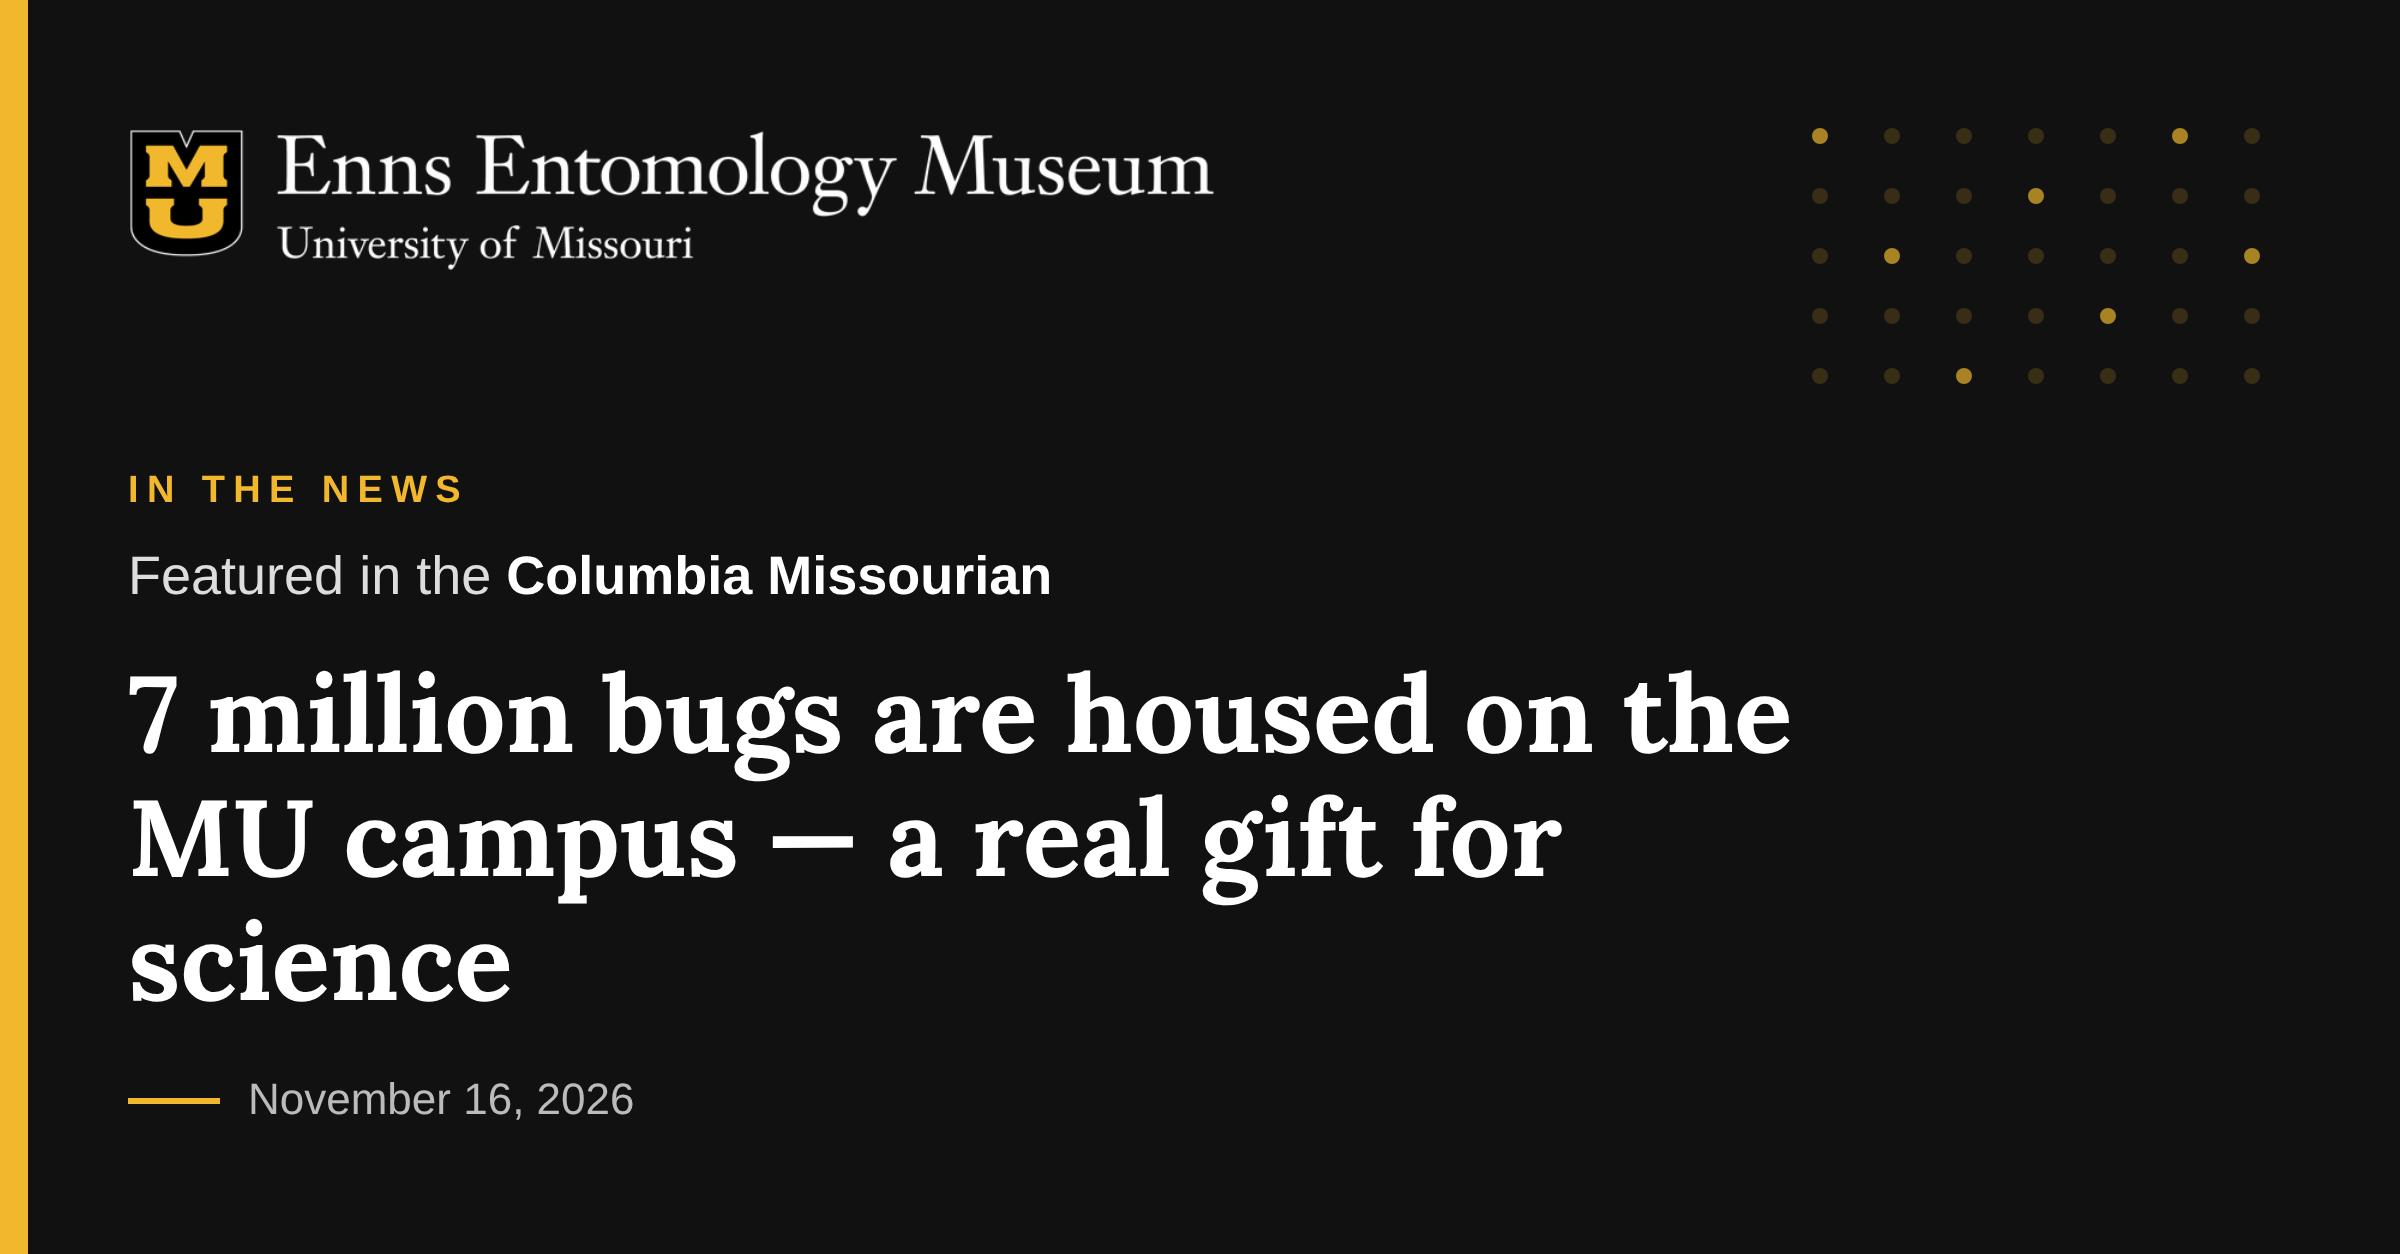 MU
Enns Entomology Museum
University of Missouri
IN THE NEWS
Featured in the Columbia Missourian
7 million bugs are housed on the
MU campus — a real gift for
science
November 16, 2026